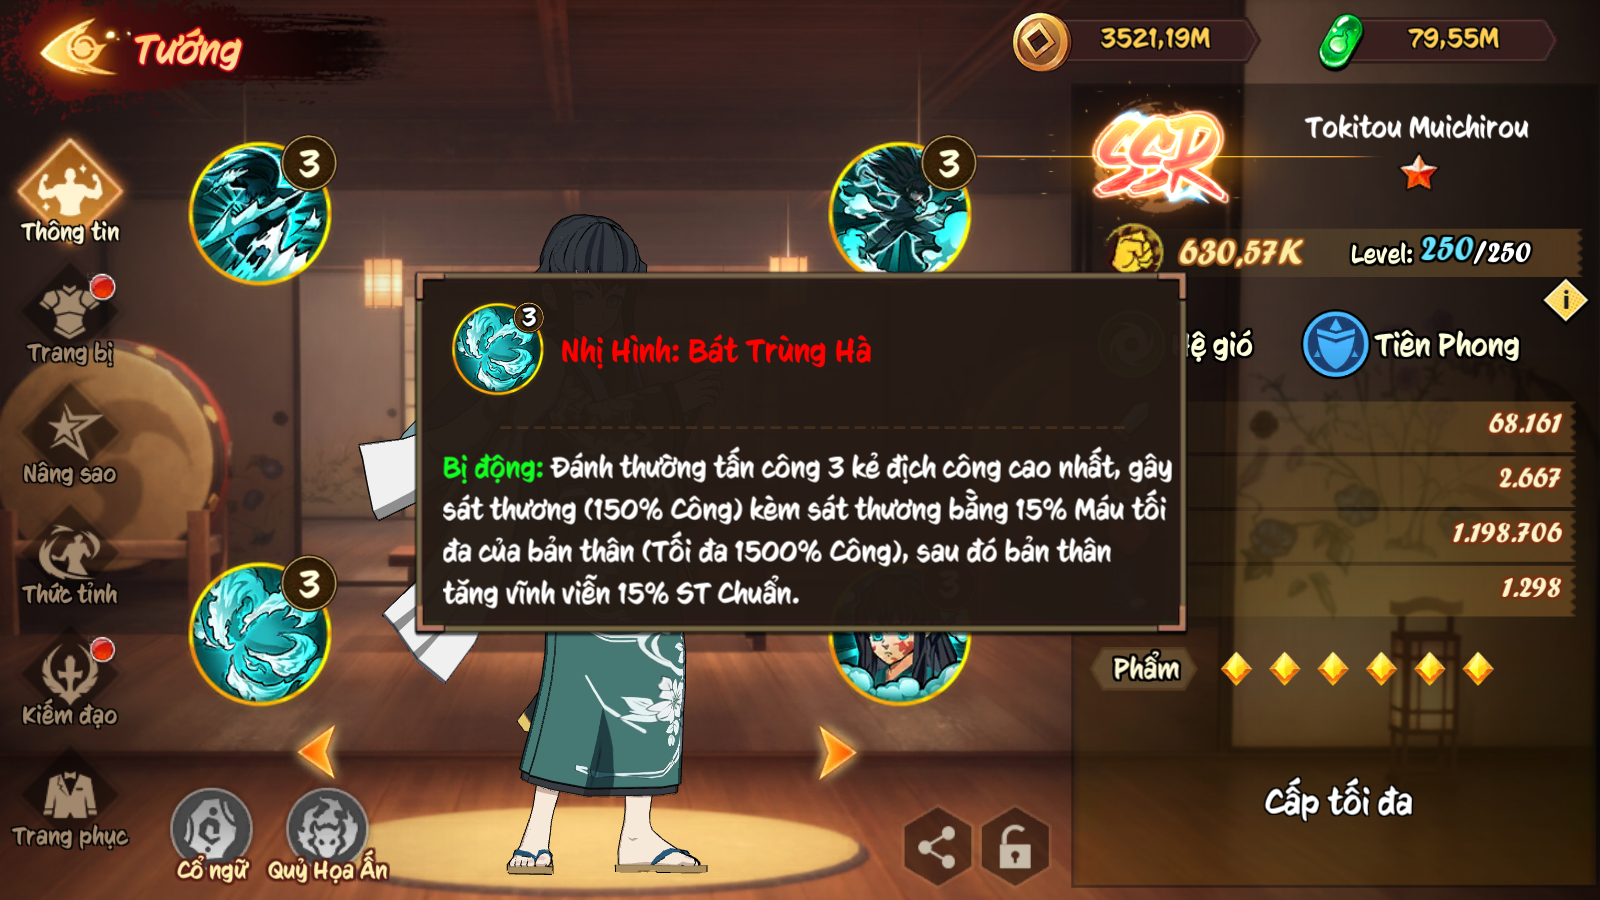 Tướng
3521,19M
79,55M
Thông tin
Trang bị
Nâng sao
Thức tỉnh
Kiếm đạo
Trang phục
3
3
3
SSR
Tokitou Muichirou
630,57K
Level: 250/250
i
Hệ gió
Tiên Phong
3
Nhị Hình: Bát Trùng Hà
Bị động: Đánh thường tấn công 3 kẻ địch công cao nhất, gây
sát thương (150% Công) kèm sát thương bằng 15% Máu tối
đa của bản thân (Tối đa 1500% Công), sau đó bản thân
tăng vĩnh viễn 15% ST Chuẩn.
68.161
2.667
1.198.706
1.298
Phẩm
Cấp tối đa
Cổ ngữ
Quỷ Họa Ấn